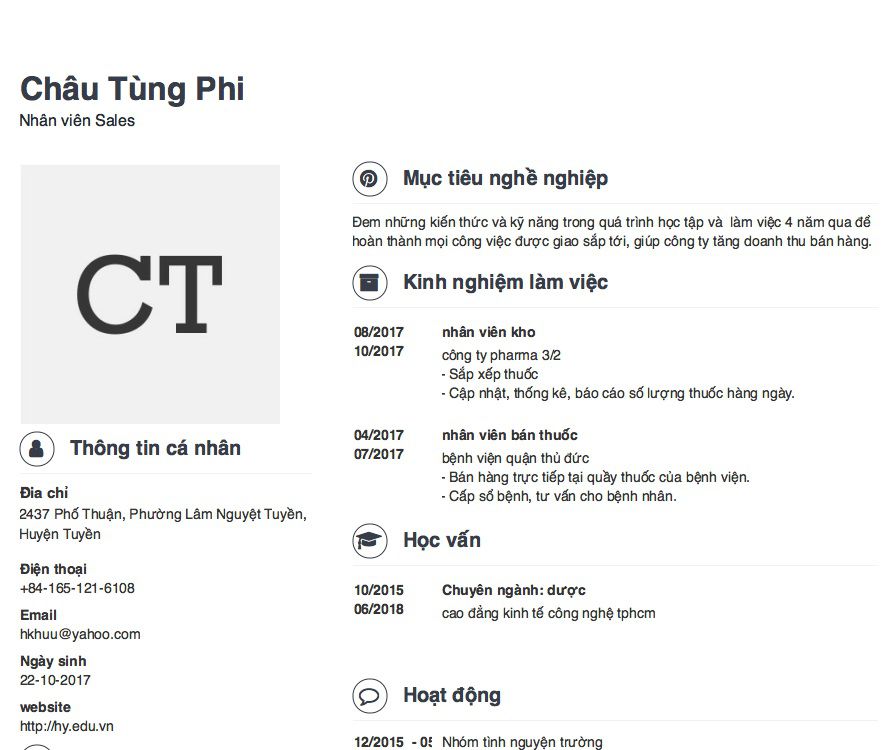 Châu Tùng Phi
Nhân viên Sales
CT
Thông tin cá nhân
Đia chỉ
2437 Phố Thuận, Phường Lâm Nguyệt Tuyền,
Huyện Tuyền
Điện thoại
+84-165-121-6108
Email
hkhuu@yahoo.com
Ngày sinh
22-10-2017
website
http://hy.edu.vn
Mục tiêu nghề nghiệp
Đem những kiến thức và kỹ năng trong quá trình học tập và  làm việc 4 năm qua để
hoàn thành mọi công việc được giao sắp tới, giúp công ty tăng doanh thu bán hàng.
Kinh nghiệm làm việc
08/2017 nhân viên kho
10/2017 công ty pharma 3/2
- Sắp xếp thuốc
- Cập nhật, thống kê, báo cáo số lượng thuốc hàng ngày.
04/2017 nhân viên bán thuốc
07/2017 bệnh viện quận thủ đức
- Bán hàng trực tiếp tại quầy thuốc của bệnh viện.
- Cấp sổ bệnh, tư vấn cho bệnh nhân.
Học vấn
10/2015 Chuyên ngành: dược
06/2018 cao đẳng kinh tế công nghệ tphcm
Hoạt động
12/2015 - 05 Nhóm tình nguyện trường